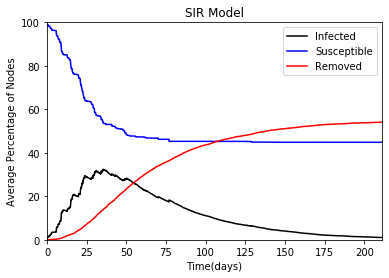 SIR Model
Average Percentage of Nodes
100
80
60
40
20
0
Infected
Susceptible
Removed
0 25 50 75 100 125 150 175 200
Time(days)